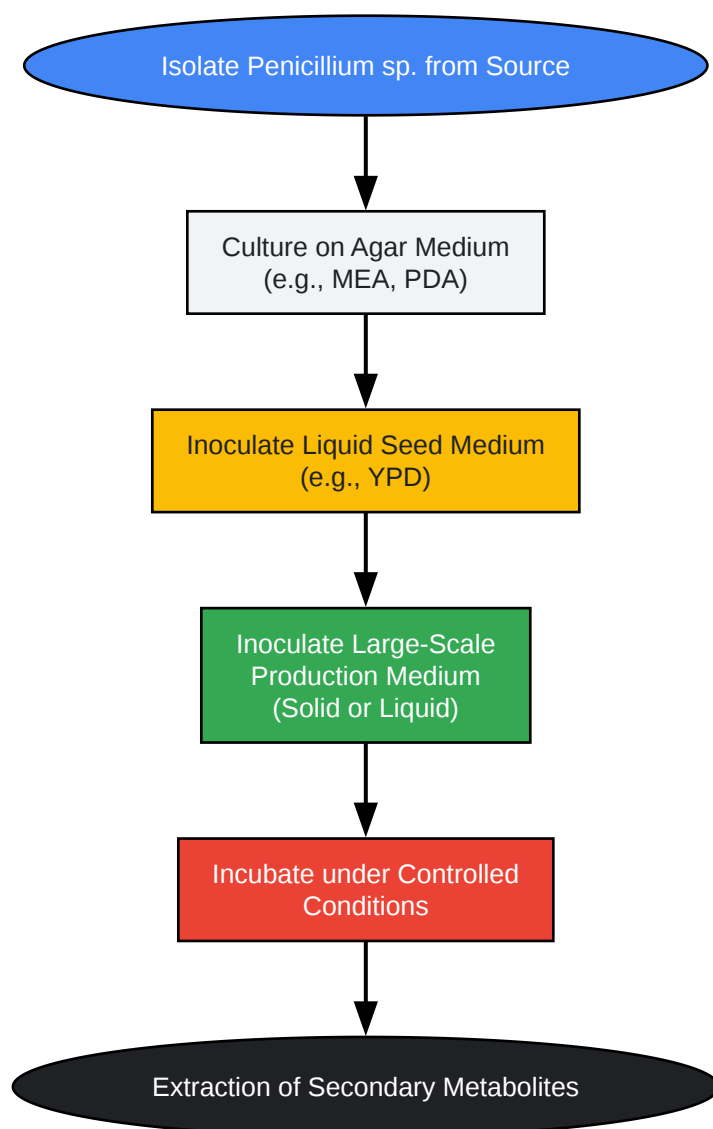 Isolate Penicillium sp. from Source
Culture on Agar Medium
(e.g., MEA, PDA)
Inoculate Liquid Seed Medium
(e.g., YPD)
Inoculate Large-Scale
Production Medium
(Solid or Liquid)
Incubate under Controlled
Conditions
Extraction of Secondary Metabolites